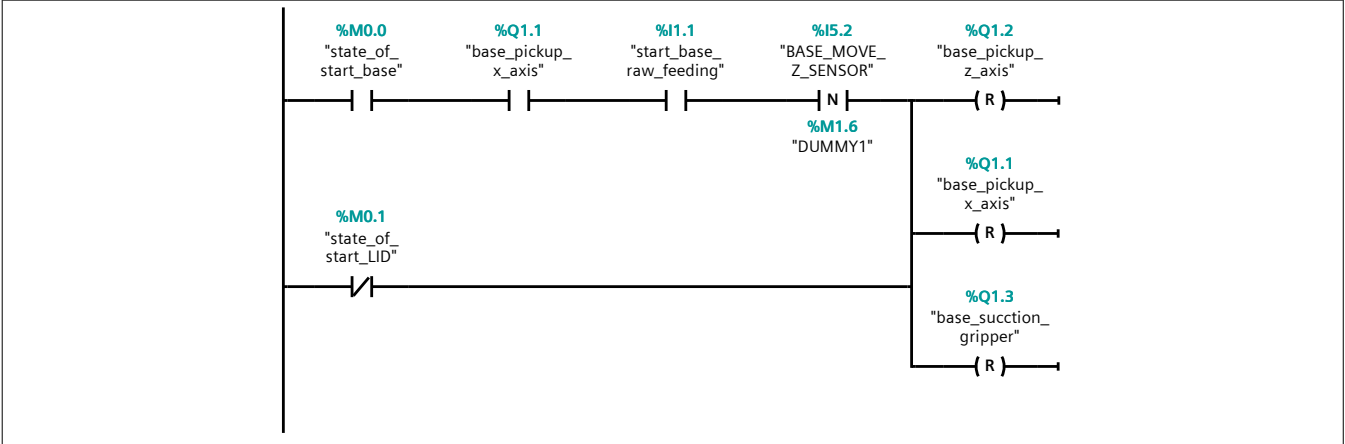 %M0.0
"state_of_
start_base"
%Q1.1
"base_pickup_
x_axis"
%I1.1
"start_base_
raw_feeding"
%I5.2
"BASE_MOVE_
Z_SENSOR"
N
%M1.6
"DUMMY1"
%Q1.2
"base_pickup_
z_axis"
R
%Q1.1
"base_pickup_
x_axis"
R
%M0.1
"state_of_
start_LID"
%Q1.3
"base_sucction_
gripper"
R